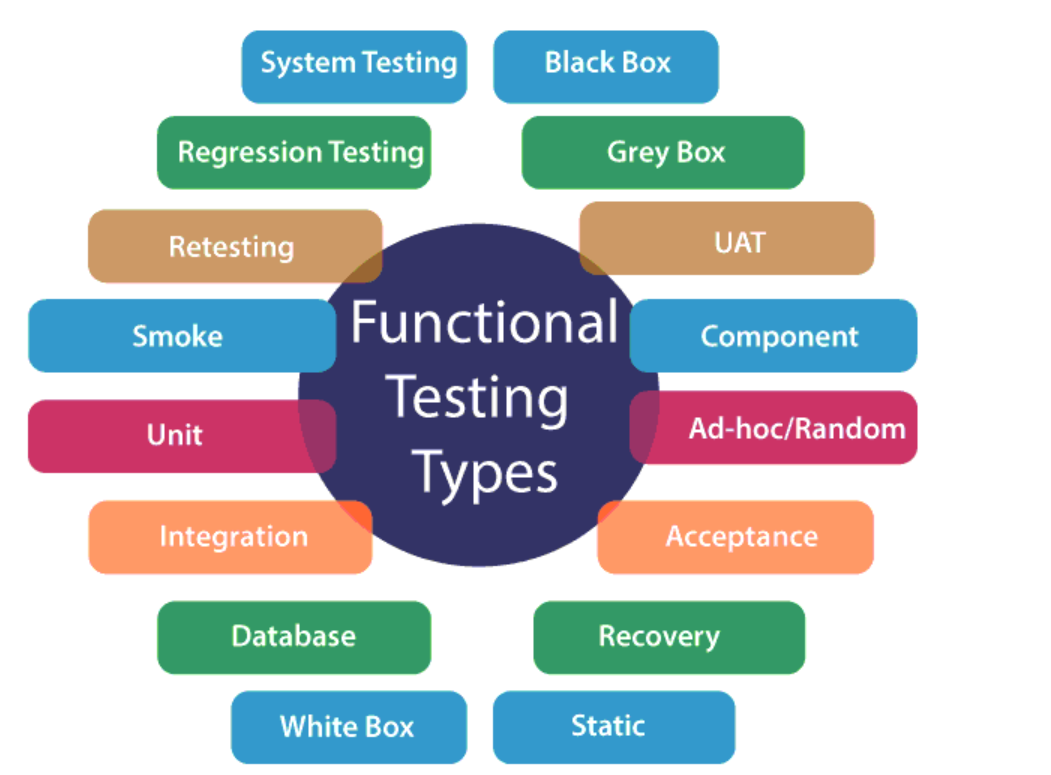 System Testing
Black Box
Regression Testing
Grey Box
Retesting
UAT
Smoke
Component
Functional
Testing
Types
Unit
Ad-hoc/Random
Integration
Acceptance
Database
Recovery
White Box
Static